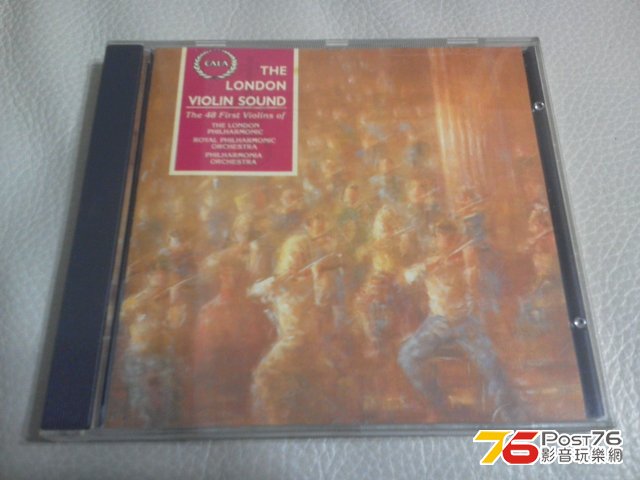 CALA
THE
LONDON
VIOLIN SOUND
The 48 First Violins of
THE LONDON
PHILHARMONIC
ROYAL PHILHARMONIC
ORCHESTRA
PHILHARMONIA
ORCHESTRA
76 POST76
影音玩樂網